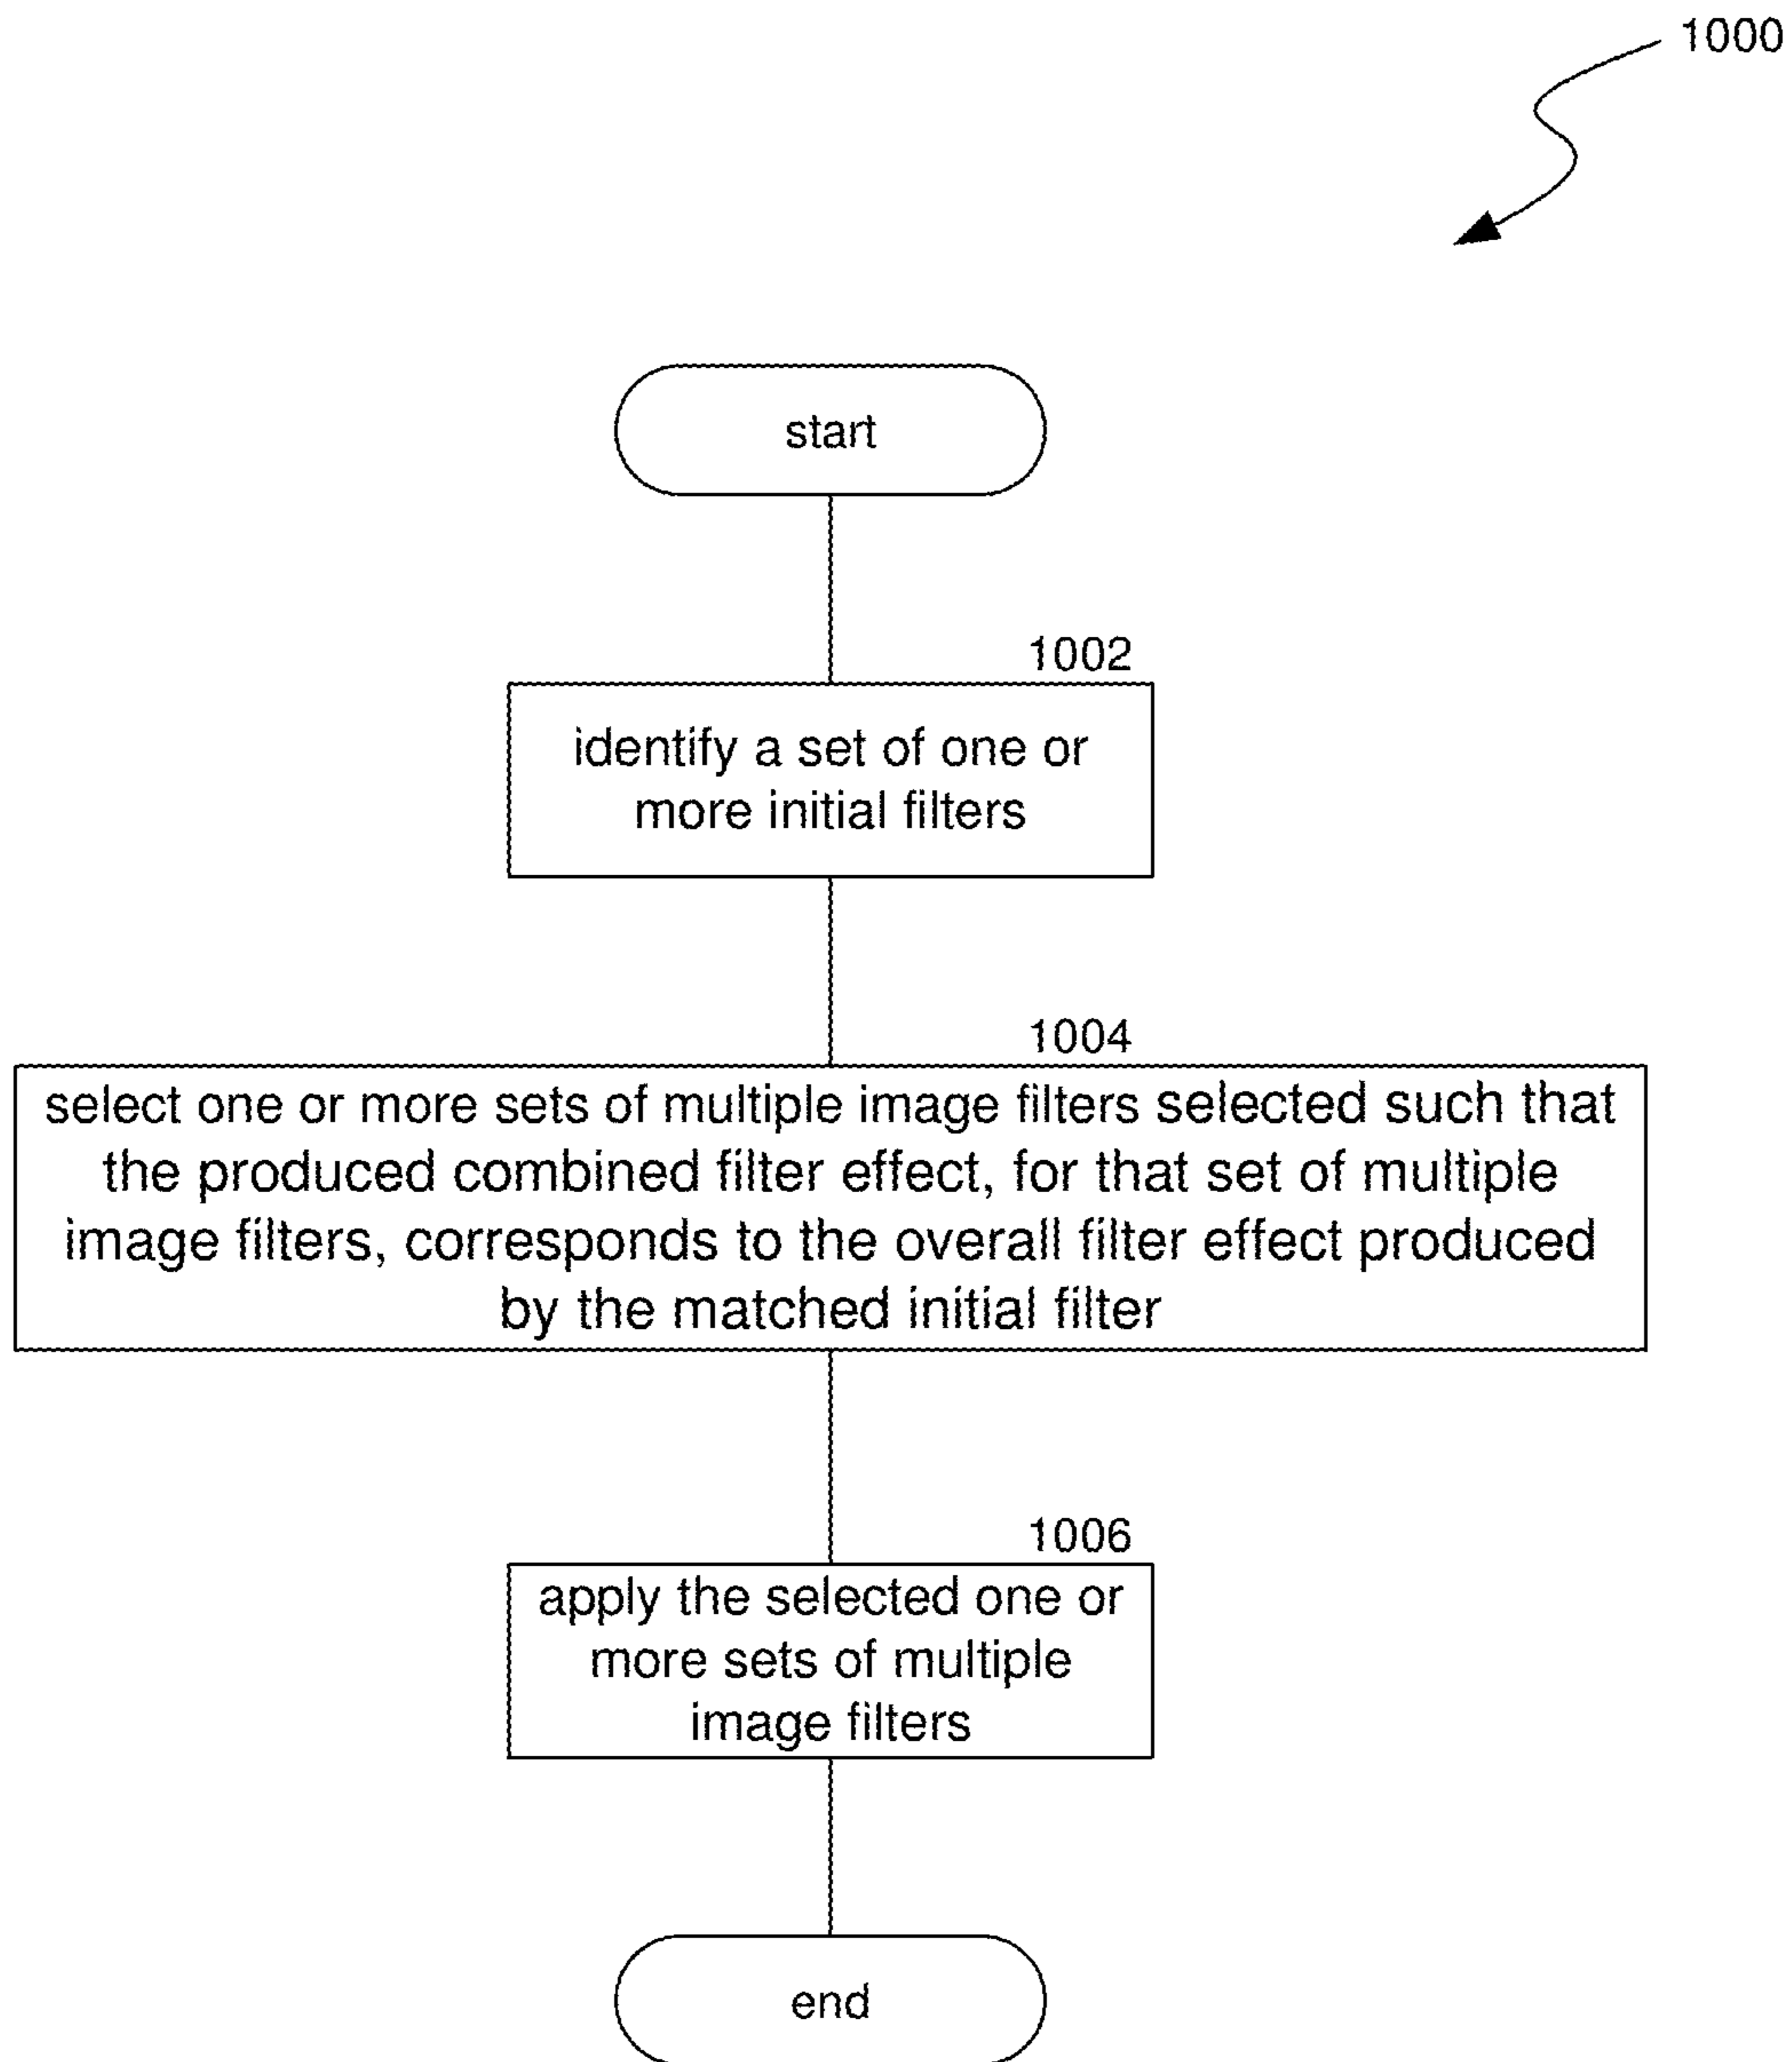 1000
start
1002
identify a set of one or
more initial filters
1004
select one or more sets of multiple image filters selected such that
the produced combined filter effect, for that set of multiple
image filters, corresponds to the overall filter effect produced
by the matched initial filter
1006
apply the selected one or
more sets of multiple
image filters
end